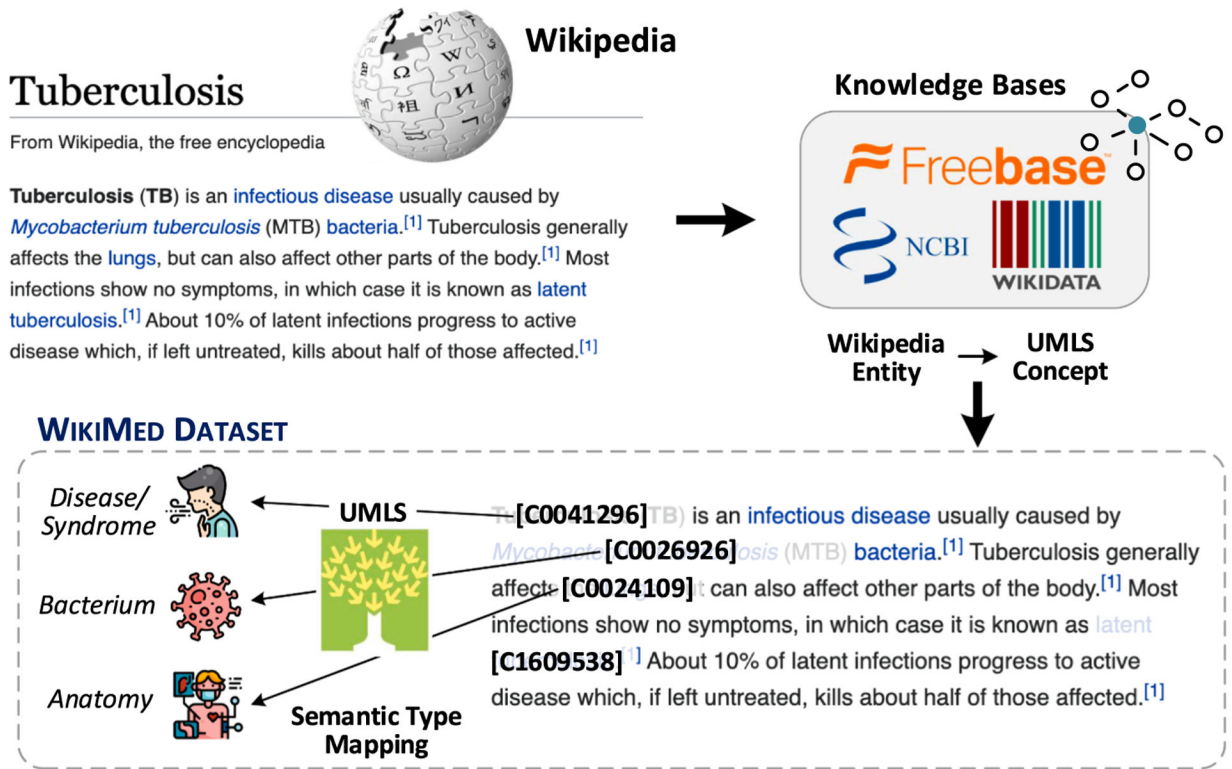 Wikipedia
Tuberculosis
From Wikipedia, the free encyclopedia
Tuberculosis (TB) is an infectious disease usually caused by
Mycobacterium tuberculosis (MTB) bacteria.[1] Tuberculosis generally
affects the lungs, but can also affect other parts of the body.[1] Most
infections show no symptoms, in which case it is known as latent
tuberculosis.[1] About 10% of latent infections progress to active
disease which, if left untreated, kills about half of those affected.[1]
Knowledge Bases
Freebase™
NCBI
WIKIDATA
Wikipedia Entity
UMLS Concept
WIKIMED DATASET
Disease/
Syndrome
Bacterium
Anatomy
UMLS
Semantic Type
Mapping
[C0041296] TB) is an infectious disease usually caused by
Mycobac [C0026926] osis (MTB) bacteria.[1] Tuberculosis generally
affects [C0024109] t can also affect other parts of the body.[1] Most
infections show no symptoms, in which case it is known as latent
[C1609538] [1] About 10% of latent infections progress to active
disease which, if left untreated, kills about half of those affected.[1]